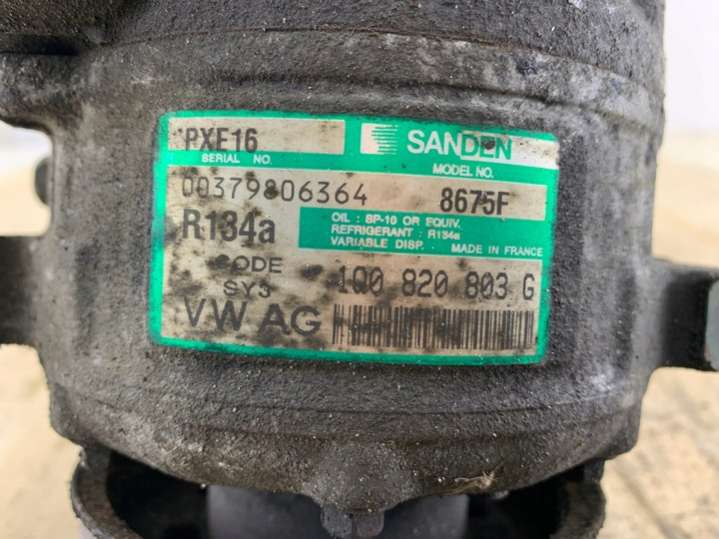 PXE16 SANDEN
SERIAL NO. MODEL NO.
00379806364 8675F
R134a OIL : SP-10 OR EQUIV.
REFRIGERANT : R134a
VARIABLE DISP. MADE IN FRANCE
CODE 1Q0 820 803 G
SY3
VW AG